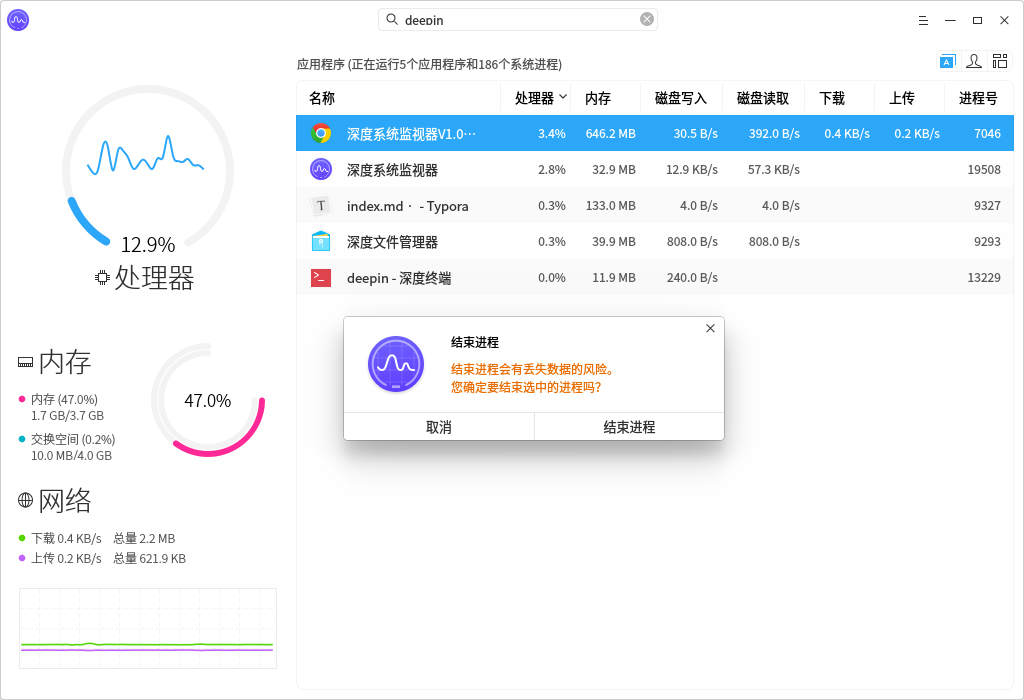 deepin
应用程序 (正在运行5个应用程序和186个系统进程)
名称 处理器 内存 磁盘写入 磁盘读取 下载 上传 进程号
深度系统监视器V1.0… 3.4% 646.2 MB 30.5 B/s 392.0 B/s 0.4 KB/s 0.2 KB/s 7046
深度系统监视器 2.8% 32.9 MB 12.9 KB/s 57.3 KB/s 19508
T index.md · - Typora 0.3% 133.0 MB 4.0 B/s 4.0 B/s 9327
深度文件管理器 0.3% 39.9 MB 808.0 B/s 808.0 B/s 9293
deepin - 深度终端 0.0% 11.9 MB 240.0 B/s 13229
12.9%
处理器
内存
内存 (47.0%)
1.7 GB/3.7 GB
交换空间 (0.2%)
10.0 MB/4.0 GB
47.0%
网络
下载 0.4 KB/s 总量 2.2 MB
上传 0.2 KB/s 总量 621.9 KB
结束进程
结束进程会有丢失数据的风险。
您确定要结束选中的进程吗?
取消 结束进程